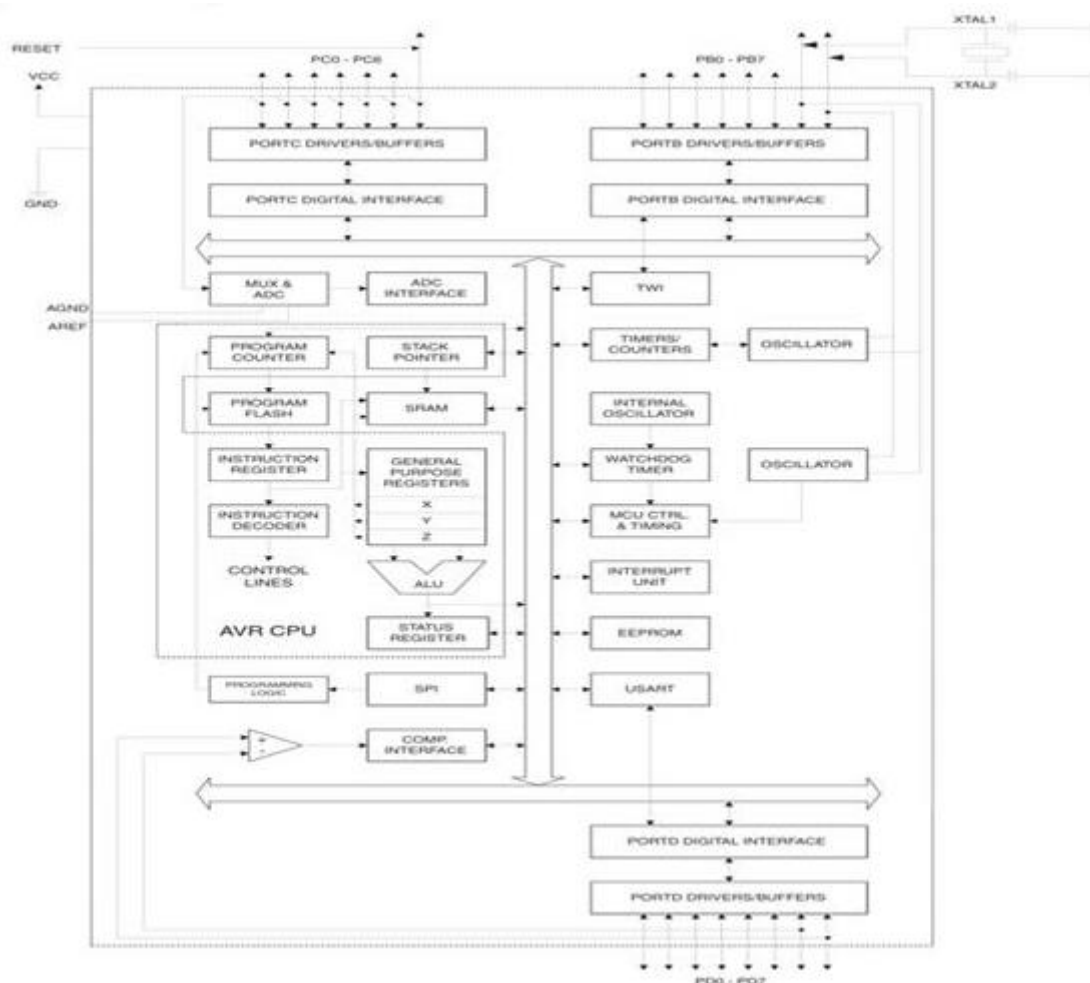 XTAL1
RESET
PC0 - PC6
PB0 - PB7
VCC
XTAL2
PORTC DRIVERS/BUFFERS
PORTB DRIVERS/BUFFERS
PORTC DIGITAL INTERFACE
PORTB DIGITAL INTERFACE
GND
MUX &
ADC
ADC
INTERFACE
TWI
AGND
AREF
PROGRAM
COUNTER
STACK
POINTER
TIMERS/
COUNTERS
OSCILLATOR
PROGRAM
FLASH
SRAM
INTERNAL
OSCILLATOR
INSTRUCTION
REGISTER
GENERAL
PURPOSE
REGISTERS
WATCHDOG
TIMER
OSCILLATOR
INSTRUCTION
DECODER
X
Y
Z
MCU CTRL.
& TIMING
CONTROL
LINES
ALU
INTERRUPT
UNIT
AVR CPU
STATUS
REGISTER
EEPROM
PROGRAMMING
LOGIC
SPI
USART
+
-
COMP.
INTERFACE
PORTD DIGITAL INTERFACE
PORTD DRIVERS/BUFFERS
PD0 - PD7